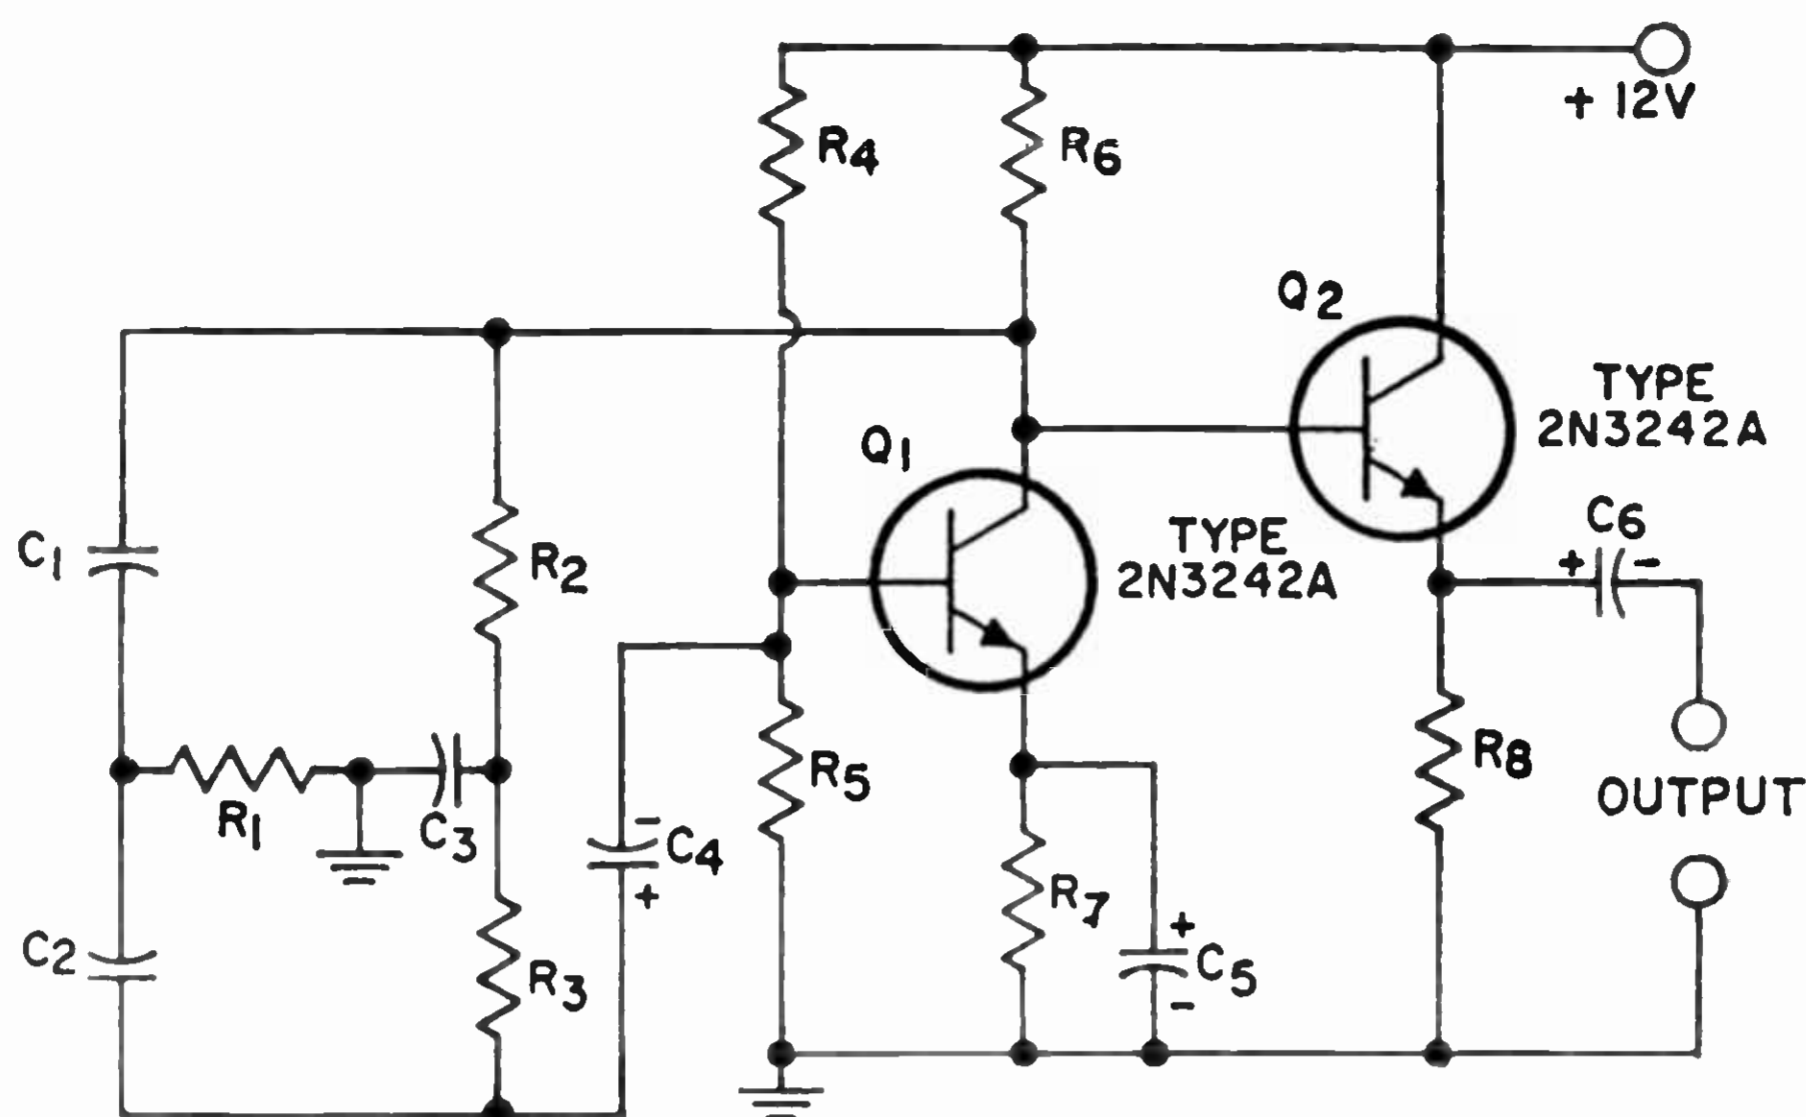 R4
R6
+ 12V
Q2
TYPE
2N3242A
Q1
C6
+ -
TYPE
2N3242A
C1
R2
R5
R8
R1
C3
-
C4
+
OUTPUT
R7
+
C5
-
C2
R3